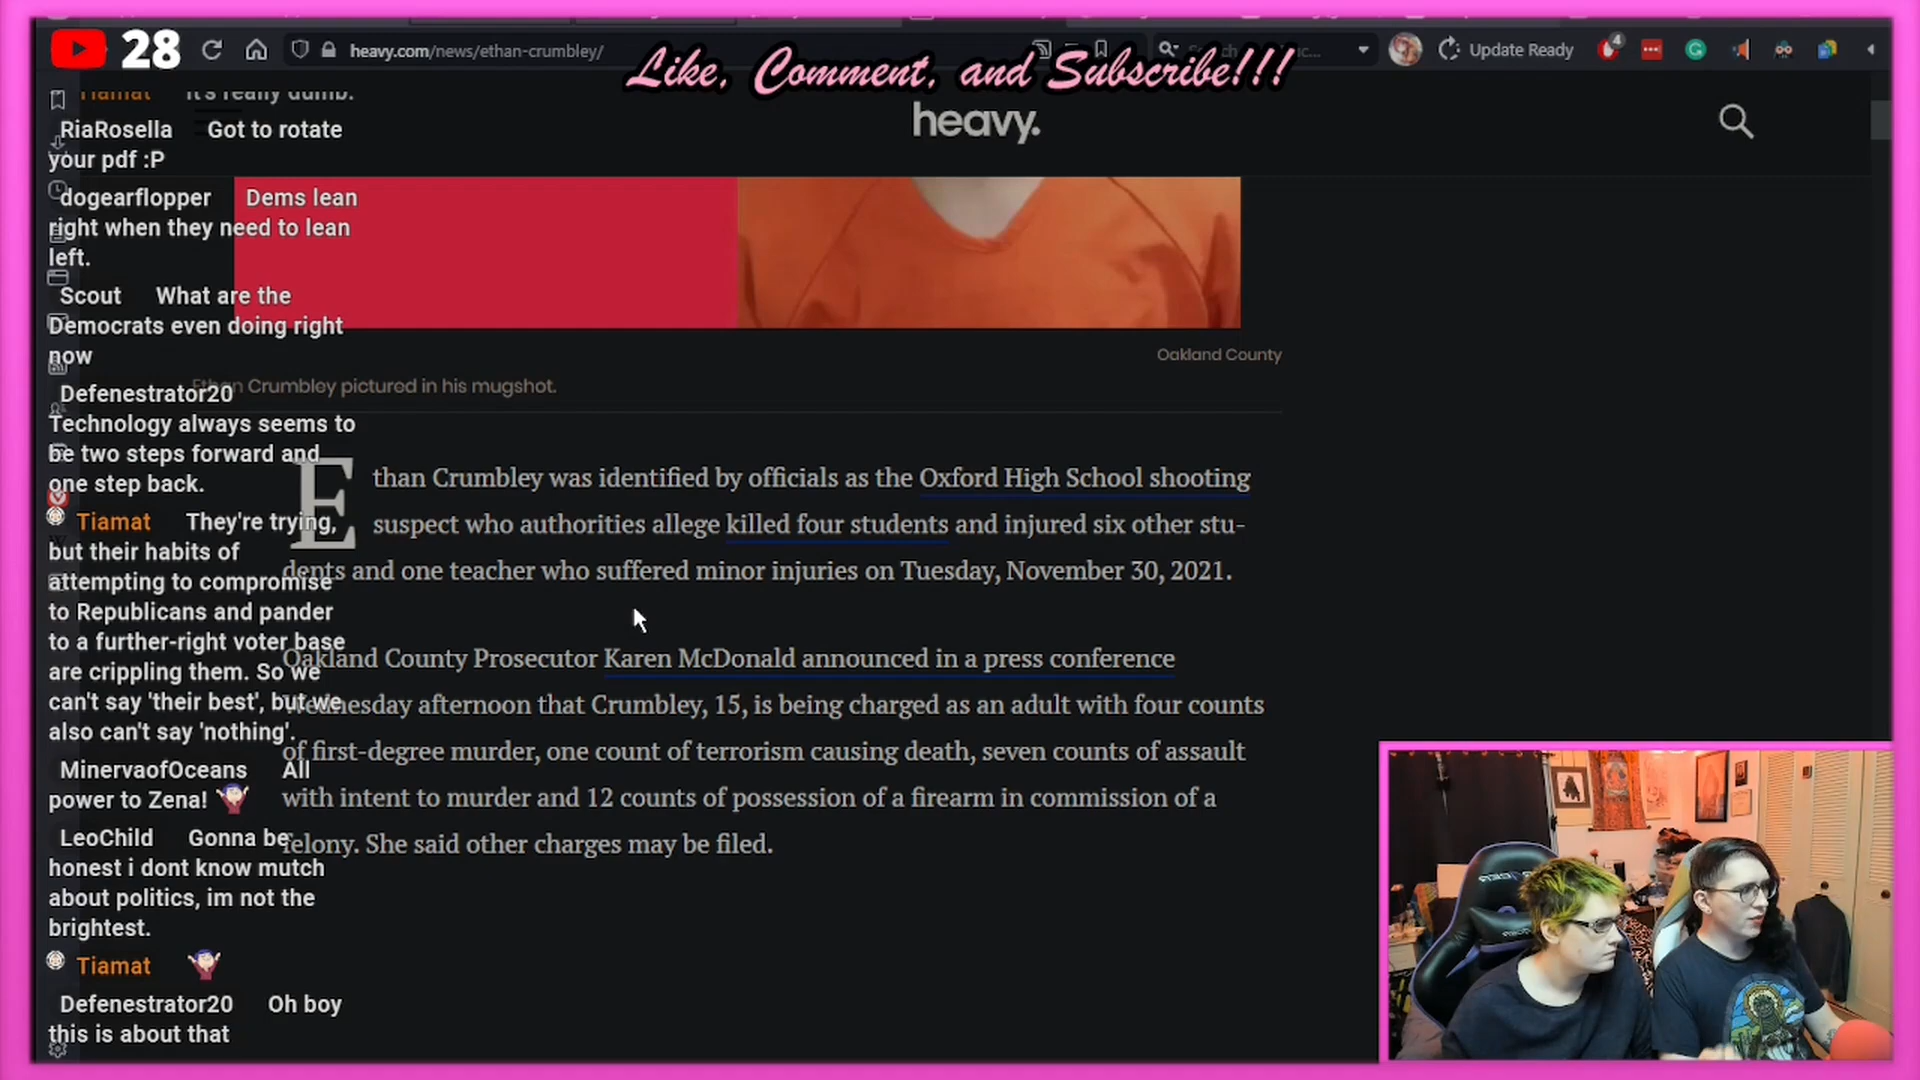 28
heavy.com/news/ethan-crumbley/
Update Ready
4
Like, Comment, and Subscribe!!!
heavy.
Tiamat It's really dumb.
RiaRosella Got to rotate
your pdf :P
dogearflopper Dems lean
right when they need to lean
left.
Scout What are the
Democrats even doing right
now
Defenestrator20
Technology always seems to
be two steps forward and
one step back.
Tiamat They're trying,
but their habits of
attempting to compromise
to Republicans and pander
to a further-right voter base
are crippling them. So we
can't say 'their best', but we
also can't say 'nothing'.
MinervaofOceans All
power to Zena!
LeoChild Gonna be
honest i dont know mutch
about politics, im not the
brightest.
Tiamat
Defenestrator20 Oh boy
this is about that
Oakland County
Ethan Crumbley pictured in his mugshot.
Ethan Crumbley was identified by officials as the Oxford High School shooting
suspect who authorities allege killed four students and injured six other stu-
dents and one teacher who suffered minor injuries on Tuesday, November 30, 2021.
Oakland County Prosecutor Karen McDonald announced in a press conference
Wednesday afternoon that Crumbley, 15, is being charged as an adult with four counts
of first-degree murder, one count of terrorism causing death, seven counts of assault
with intent to murder and 12 counts of possession of a firearm in commission of a
felony. She said other charges may be filed.